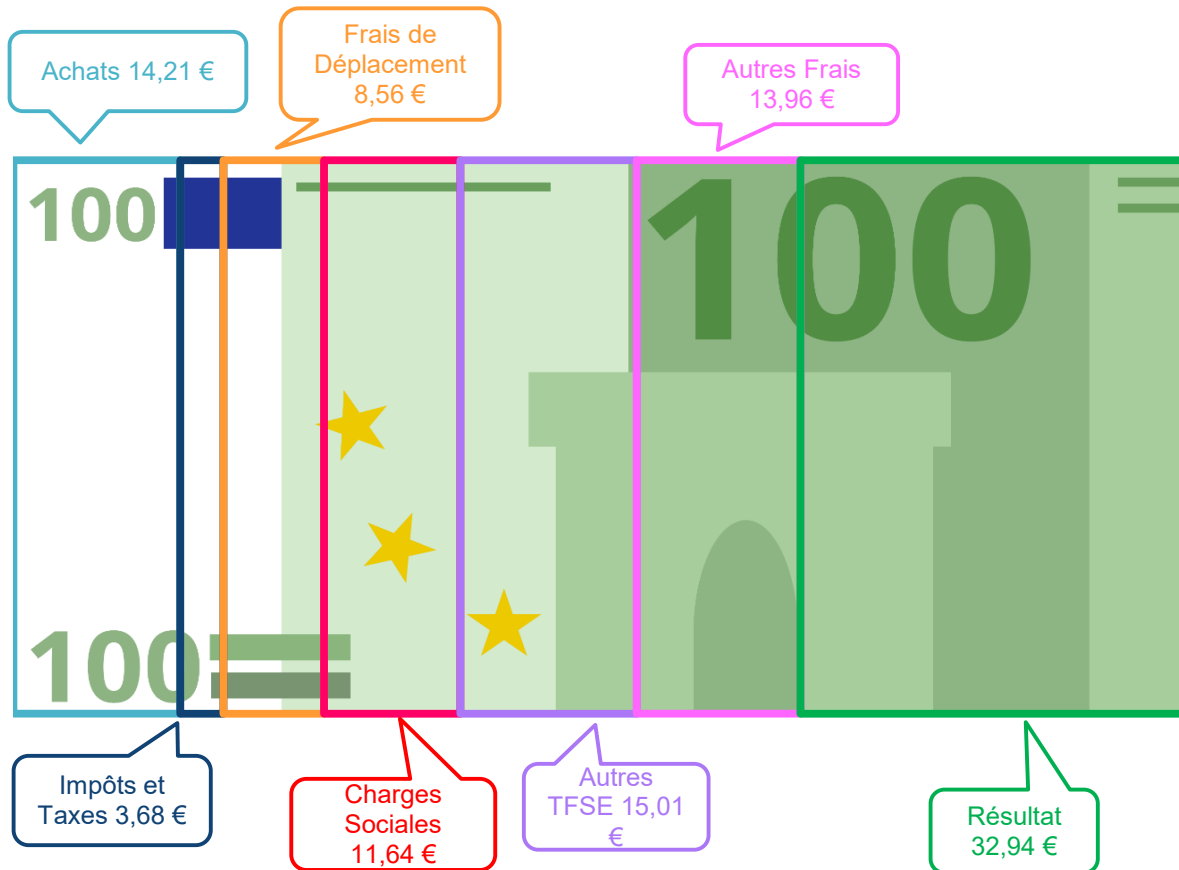 Frais de
Déplacement
8,56 €
Achats 14,21 €
Autres Frais
13,96 €
100
100
100
Impôts et
Taxes 3,68 €
Charges
Sociales
11,64 €
Autres
TFSE 15,01
€
Résultat
32,94 €